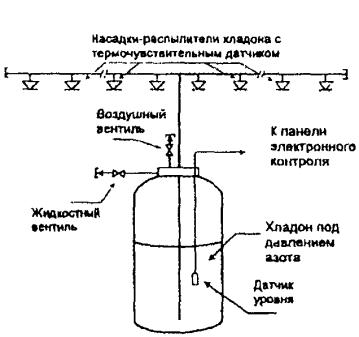 Насадки-распылители хладона с
термочувствительным датчиком
Воздушный
вентиль
К панели
электронного
контроля
Жидкостный
вентиль
Хладон под
давлением
азота
Датчик
уровня